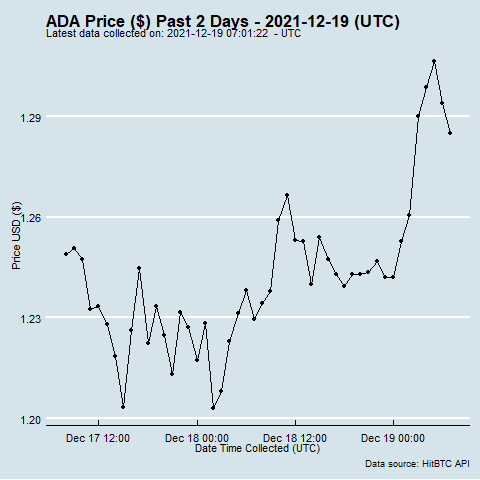 ADA Price ($) Past 2 Days - 2021-12-19 (UTC)
Latest data collected on: 2021-12-19 07:01:22 - UTC
1.29
1.26
1.23
1.20
Price USD ($)
Dec 17 12:00 Dec 18 00:00 Dec 18 12:00 Dec 19 00:00
Date Time Collected (UTC)
Data source: HitBTC API